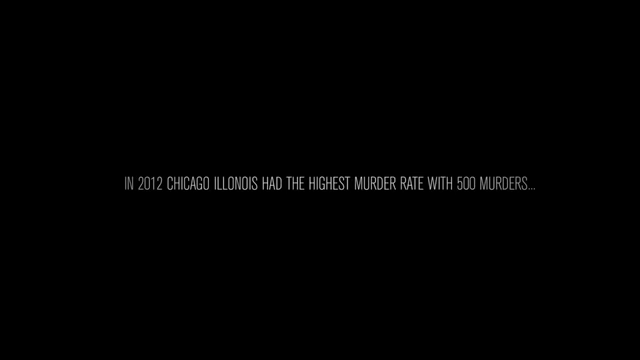 IN 2012 CHICAGO ILLONOIS HAD THE HIGHEST MURDER RATE WITH 500 MURDERS...